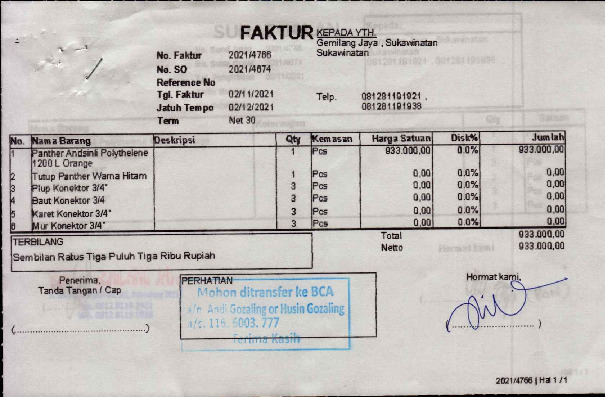 FAKTUR
KEPADA YTH.
Gemilang Jaya , Sukawinatan
Sukawinatan
No. Faktur 2021/4766
No. SO 2021/4674
Reference No
Tgl. Faktur 02/11/2021
Jatuh Tempo 02/12/2021
Term Net 30
Telp. 081281191921 ,
081281191938
No. Nama Barang Deskripsi Qty Kemasan Harga Satuan Disk% Jumlah
1 Panther Andsinli Polythelene 1 Pcs 933.000,00 0.0% 933.000,00
1200 L Orange
2 Tutup Panther Warna Hitam 1 Pcs 0,00 0.0% 0,00
3 Plup Konektor 3/4" 3 Pcs 0,00 0.0% 0,00
4 Baut Konektor 3/4 3 Pcs 0,00 0.0% 0,00
5 Karet Konektor 3/4" 3 Pcs 0,00 0.0% 0,00
6 Mur Konektor 3/4" 3 Pcs 0,00 0.0% 0,00
TERBILANG
Sembilan Ratus Tiga Puluh Tiga Ribu Rupiah
Total 933.000,00
Netto 933.000,00
Penerima,
Tanda Tangan / Cap
PERHATIAN
Mohon ditransfer ke BCA
a/n. Andi Gozaling or Husin Gozaling
a/c. 116. 6003. 777
Terima Kasih
Hormat kami,
(..............................)
(..............................)
2021/4766 | Hal 1 / 1